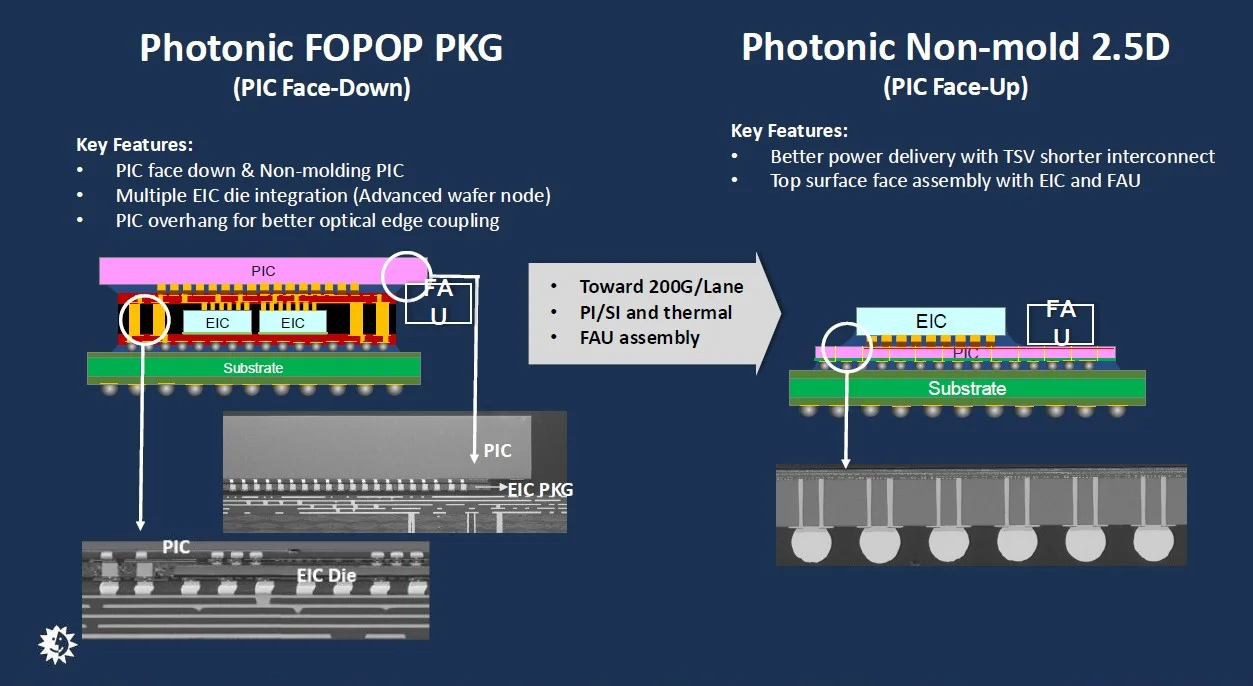 Photonic FOPOP PKG
(PIC Face-Down)
Key Features:
• PIC face down & Non-molding PIC
• Multiple EIC die integration (Advanced wafer node)
• PIC overhang for better optical edge coupling
PIC
FA
U
EIC
EIC
Substrate
PIC
EIC PKG
PIC
EIC Die
• Toward 200G/Lane
• PI/SI and thermal
• FAU assembly
Photonic Non-mold 2.5D
(PIC Face-Up)
Key Features:
• Better power delivery with TSV shorter interconnect
• Top surface face assembly with EIC and FAU
EIC
FA
U
PIC
Substrate